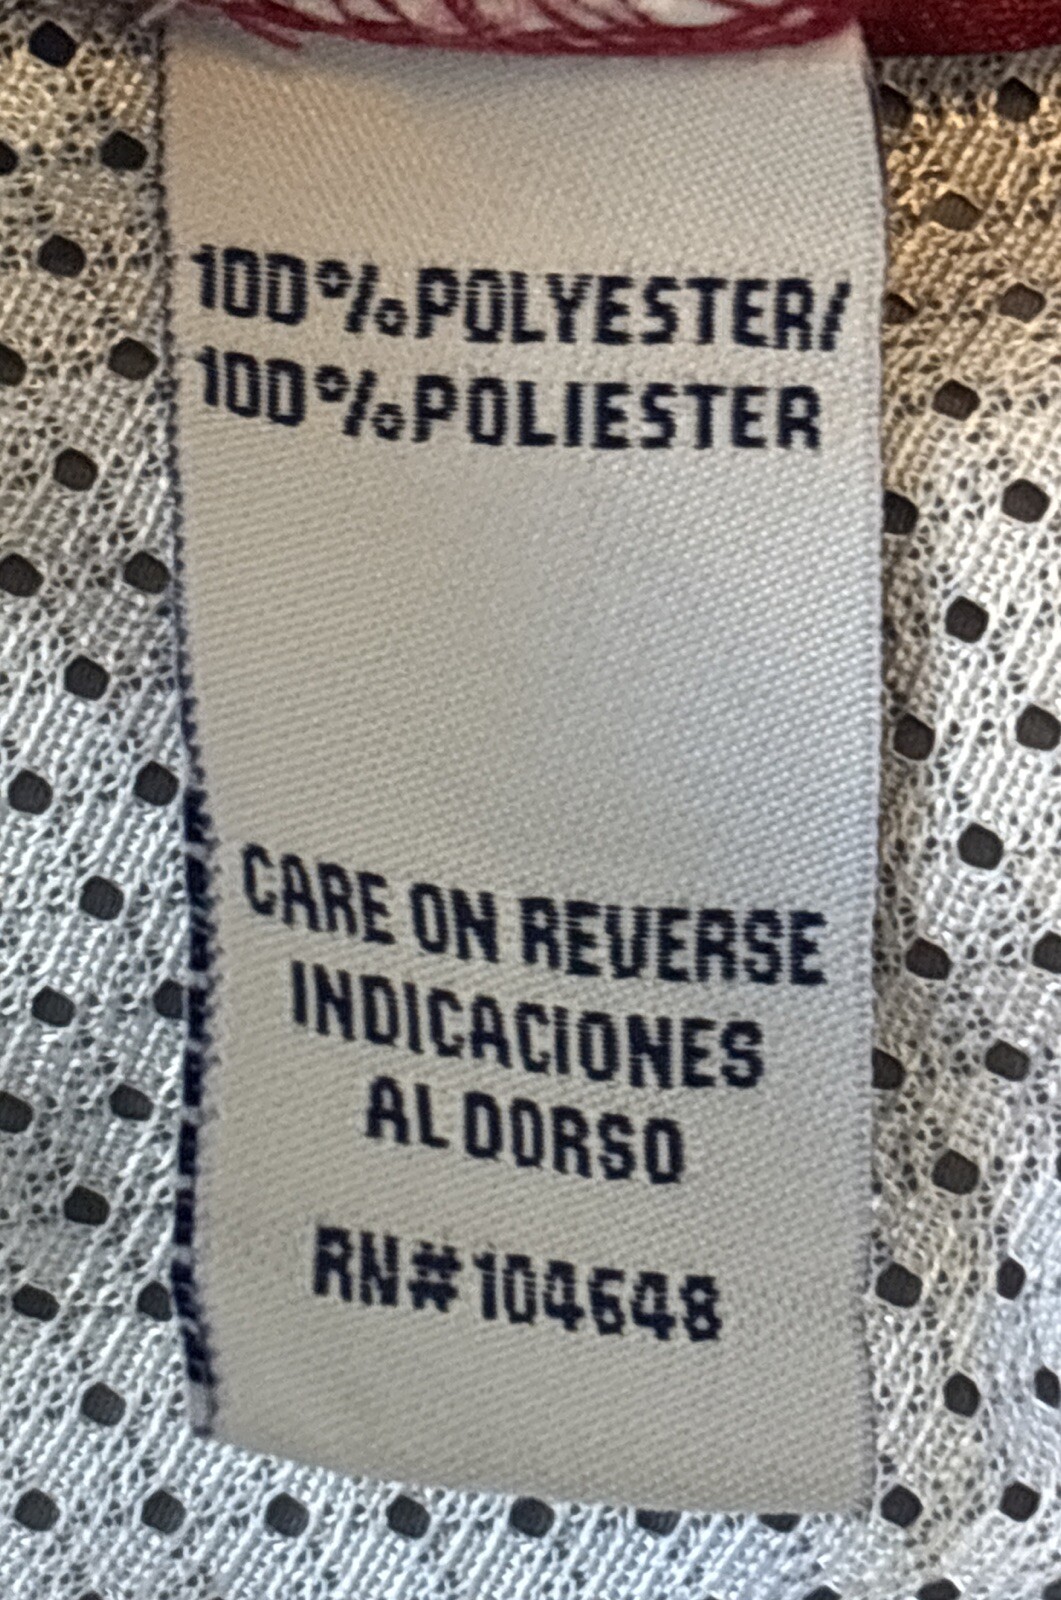 100%POLYESTER/
100%POLIESTER
CARE ON REVERSE
INDICACIONES
AL DORSO
RN#104648